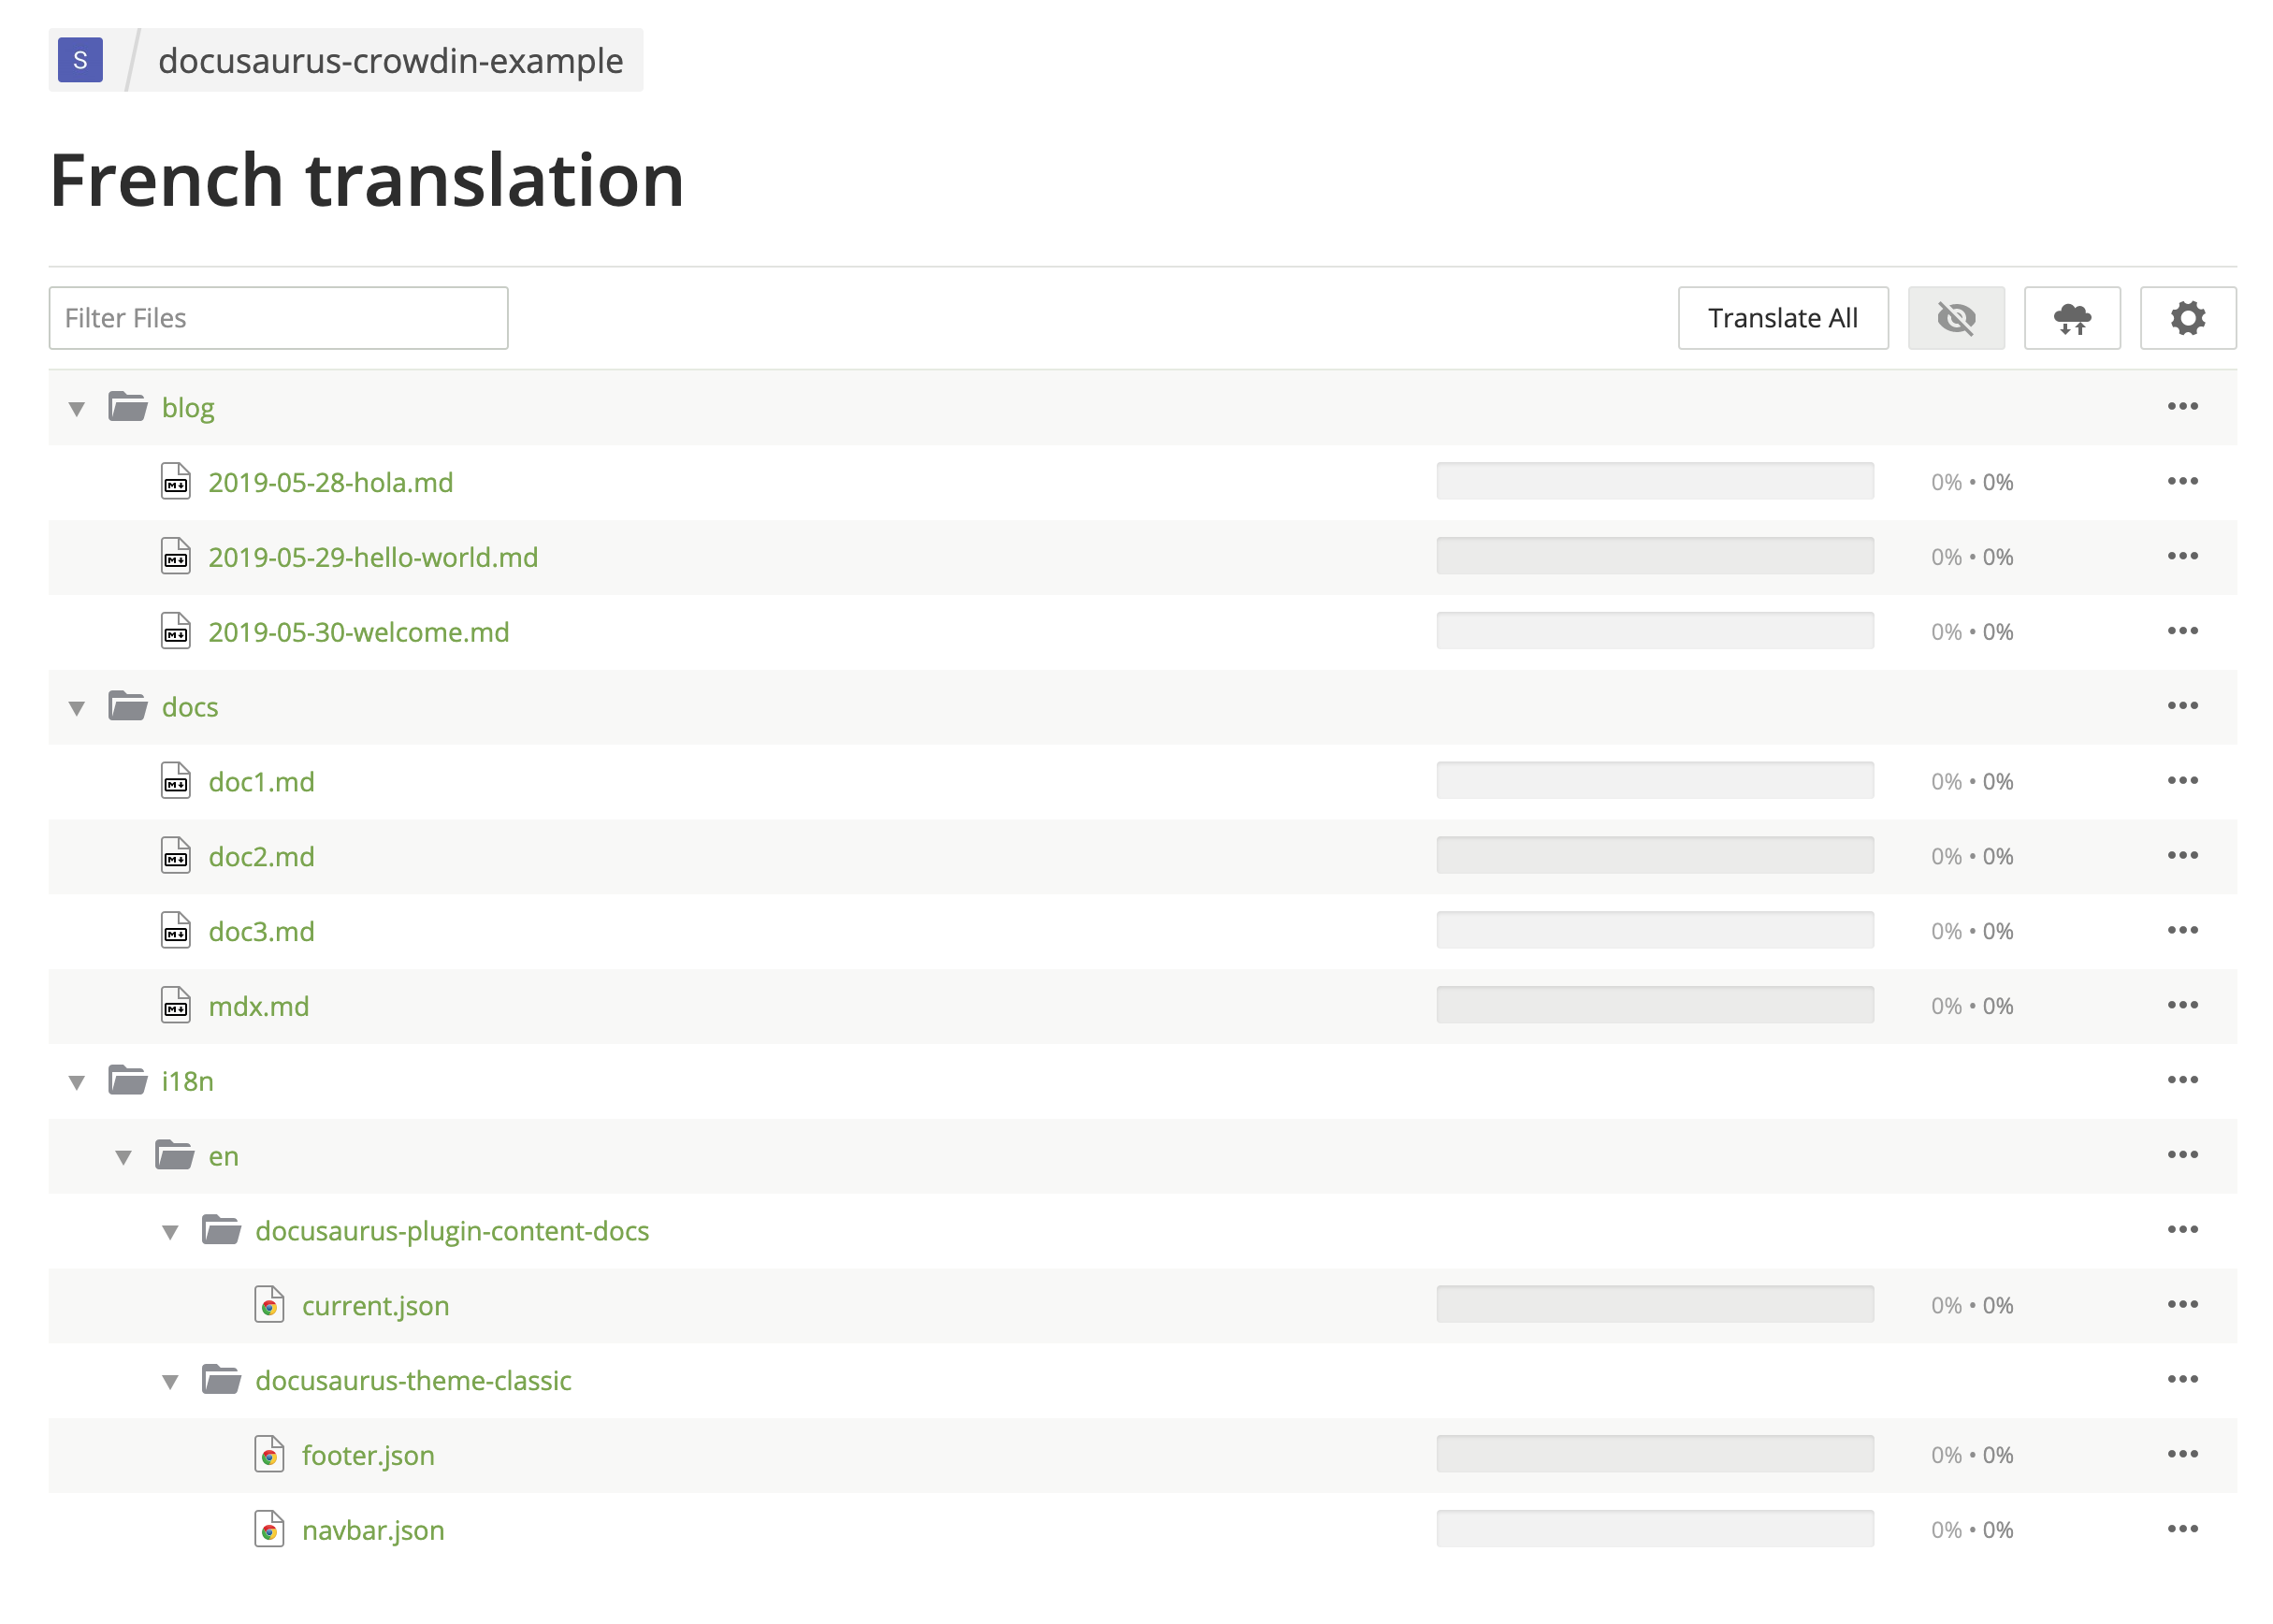 S docusaurus-crowdin-example
French translation
Filter Files Translate All
blog
2019-05-28-hola.md 0% • 0%
2019-05-29-hello-world.md 0% • 0%
2019-05-30-welcome.md 0% • 0%
docs
doc1.md 0% • 0%
doc2.md 0% • 0%
doc3.md 0% • 0%
mdx.md 0% • 0%
i18n
en
docusaurus-plugin-content-docs
current.json 0% • 0%
docusaurus-theme-classic
footer.json 0% • 0%
navbar.json 0% • 0%